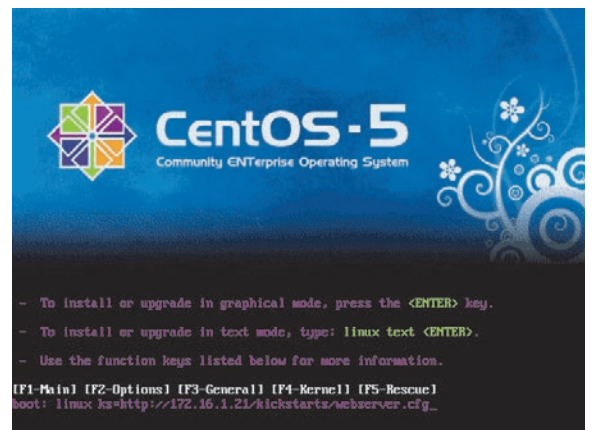 CentOS-5
Community ENTerprise Operating System
- To install or upgrade in graphical mode, press the <ENTER> key.
- To install or upgrade in text mode, type: linux text <ENTER>.
- Use the function keys listed below for more information.
[F1-Main] [F2-Options] [F3-General] [F4-Kernel] [F5-Rescue]
boot: linux ks=http://172.16.1.21/kickstarts/webserver.cfg_